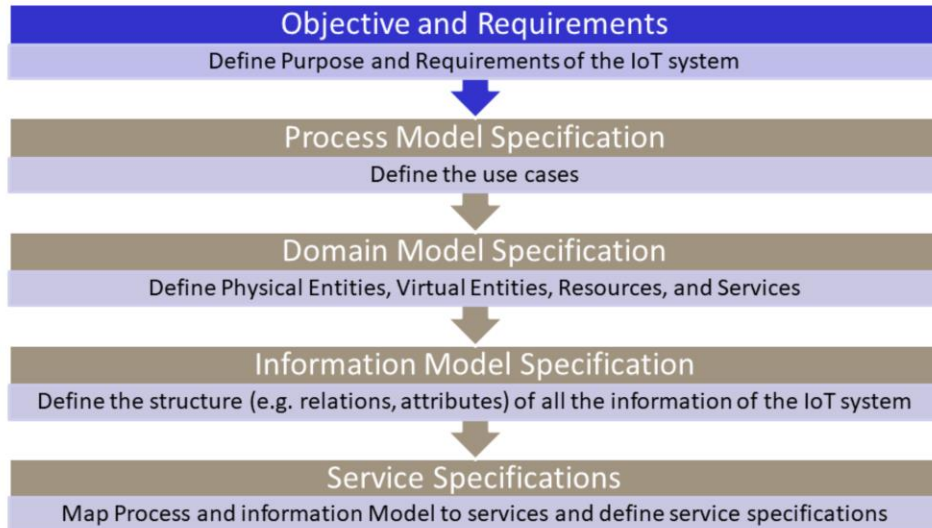 Objective and Requirements
Define Purpose and Requirements of the IoT system
Process Model Specification
Define the use cases
Domain Model Specification
Define Physical Entities, Virtual Entities, Resources, and Services
Information Model Specification
Define the structure (e.g. relations, attributes) of all the information of the IoT system
Service Specifications
Map Process and information Model to services and define service specifications